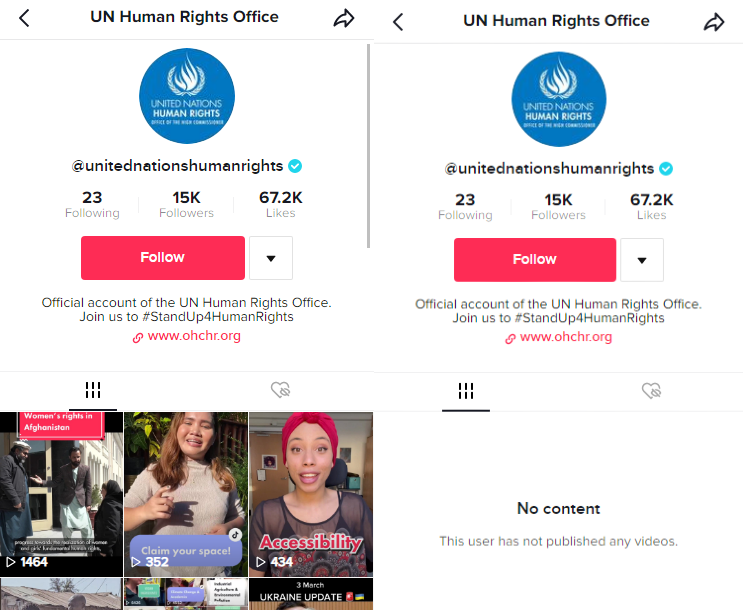 UN Human Rights Office
UNITED NATIONS
HUMAN RIGHTS
OFFICE OF THE HIGH COMMISSIONER
@unitednationshumanrights
23 15K 67.2K
Following Followers Likes
Follow
Official account of the UN Human Rights Office.
Join us to #StandUp4HumanRights
www.ohchr.org
Women's rights in
Afghanistan
progress towards the realization of women
and girls' fundamental human rights,
1464
Claim your space!
352
Accessibility
434
Industrial
Agriculture &
Environmental
Pollution
3 March
UKRAINE UPDATE
UN Human Rights Office
UNITED NATIONS
HUMAN RIGHTS
OFFICE OF THE HIGH COMMISSIONER
@unitednationshumanrights
23 15K 67.2K
Following Followers Likes
Follow
Official account of the UN Human Rights Office.
Join us to #StandUp4HumanRights
www.ohchr.org
No content
This user has not published any videos.